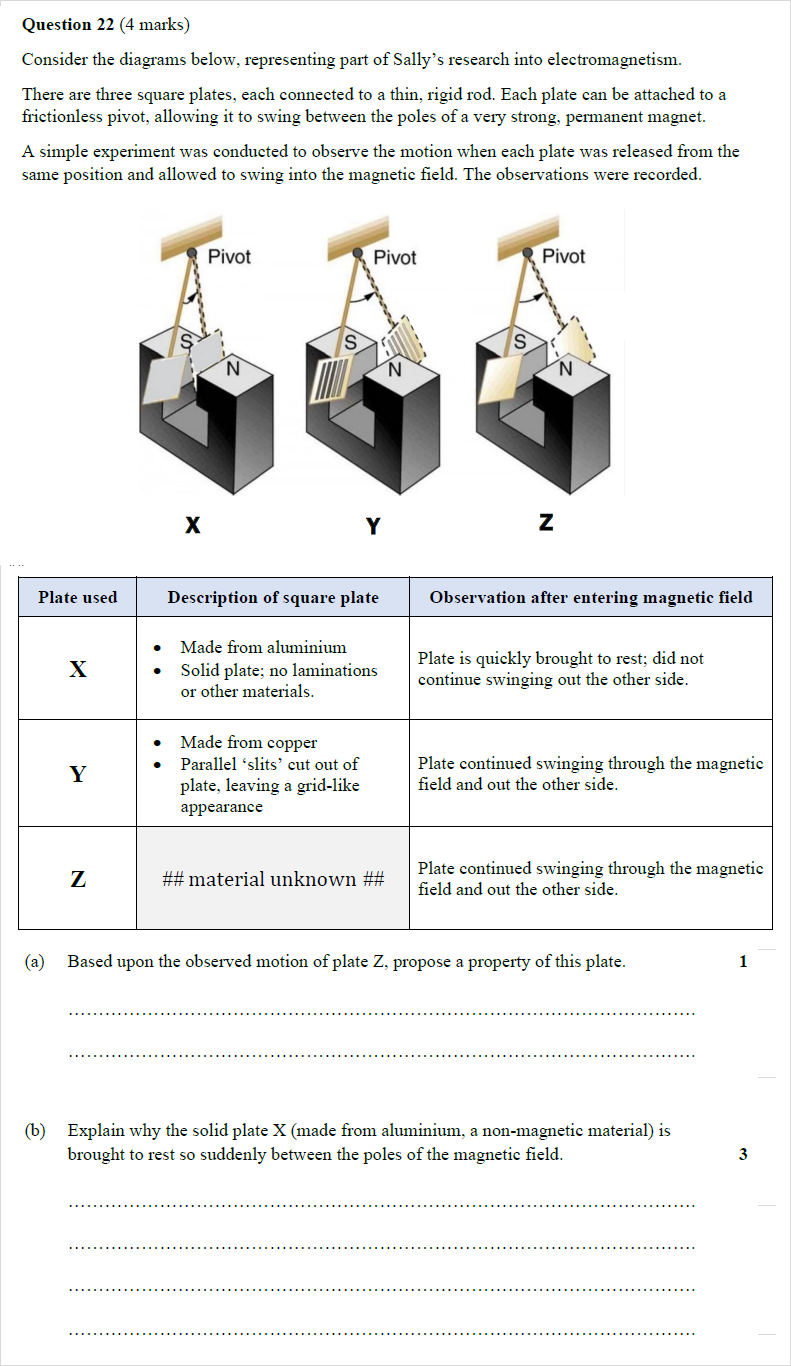 Question 22 (4 marks)
Consider the diagrams below, representing part of Sally's research into electromagnetism.
There are three square plates, each connected to a thin, rigid rod. Each plate can be attached to a
frictionless pivot, allowing it to swing between the poles of a very strong, permanent magnet.
A simple experiment was conducted to observe the motion when each plate was released from the
same position and allowed to swing into the magnetic field. The observations were recorded.
Pivot
S
N
X
Pivot
S
N
Y
Pivot
S
N
Z
Plate used
Description of square plate
Observation after entering magnetic field
X
• Made from aluminium
• Solid plate; no laminations
or other materials.
Plate is quickly brought to rest; did not
continue swinging out the other side.
Y
• Made from copper
• Parallel 'slits' cut out of
plate, leaving a grid-like
appearance
Plate continued swinging through the magnetic
field and out the other side.
Z
## material unknown ##
Plate continued swinging through the magnetic
field and out the other side.
(a) Based upon the observed motion of plate Z, propose a property of this plate. 1
(b) Explain why the solid plate X (made from aluminium, a non-magnetic material) is
brought to rest so suddenly between the poles of the magnetic field. 3